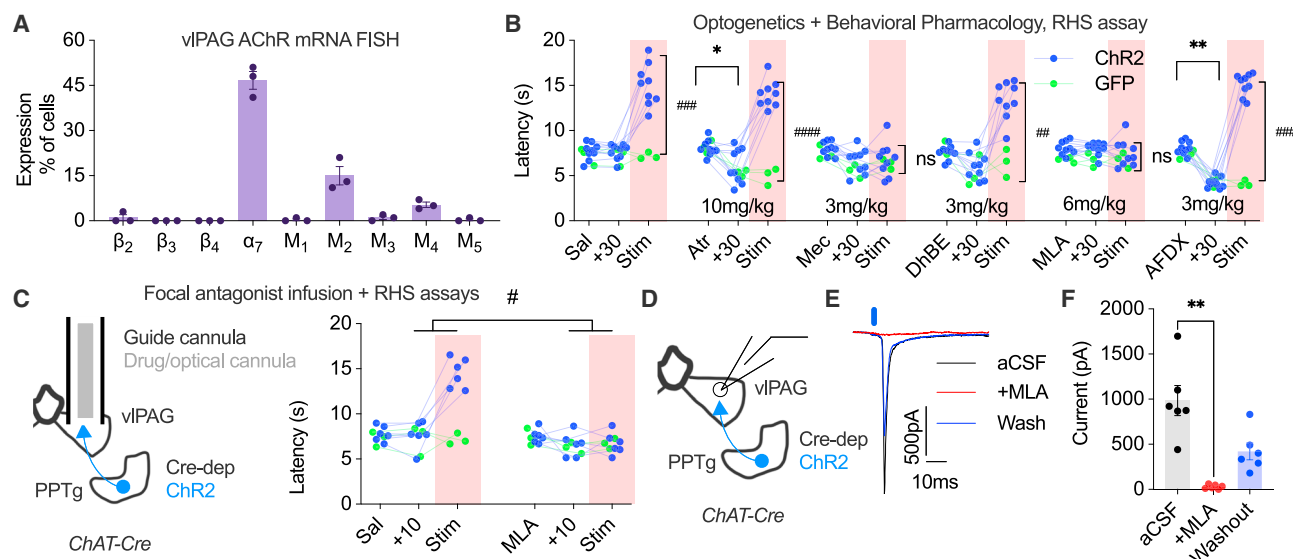 A
vlPAG AChR mRNA FISH
Expression
% of cells
60
45
30
15
0
β2 β3 β4 α7 M1 M2 M3 M4 M5
B
Optogenetics + Behavioral Pharmacology, RHS assay
Latency (s)
20
15
10
5
0
ChR2
GFP
* **
### #### ns ## ns ###
10mg/kg 3mg/kg 3mg/kg 6mg/kg 3mg/kg
Sal +30 Stim Atr +30 Stim Mec +30 Stim DhBE +30 Stim MLA +30 Stim AFDX +30 Stim
C
Focal antagonist infusion + RHS assays
Guide cannula
Drug/optical cannula
vlPAG
PPTg
Cre-dep
ChR2
ChAT-Cre
#
Latency (s)
20
15
10
5
0
Sal +10 Stim MLA +10 Stim
D
vlPAG
PPTg
Cre-dep
ChR2
ChAT-Cre
E
aCSF
+MLA
Wash
500pA
10ms
F
**
Current (pA)
2000
1500
1000
500
0
aCSF +MLA Washout